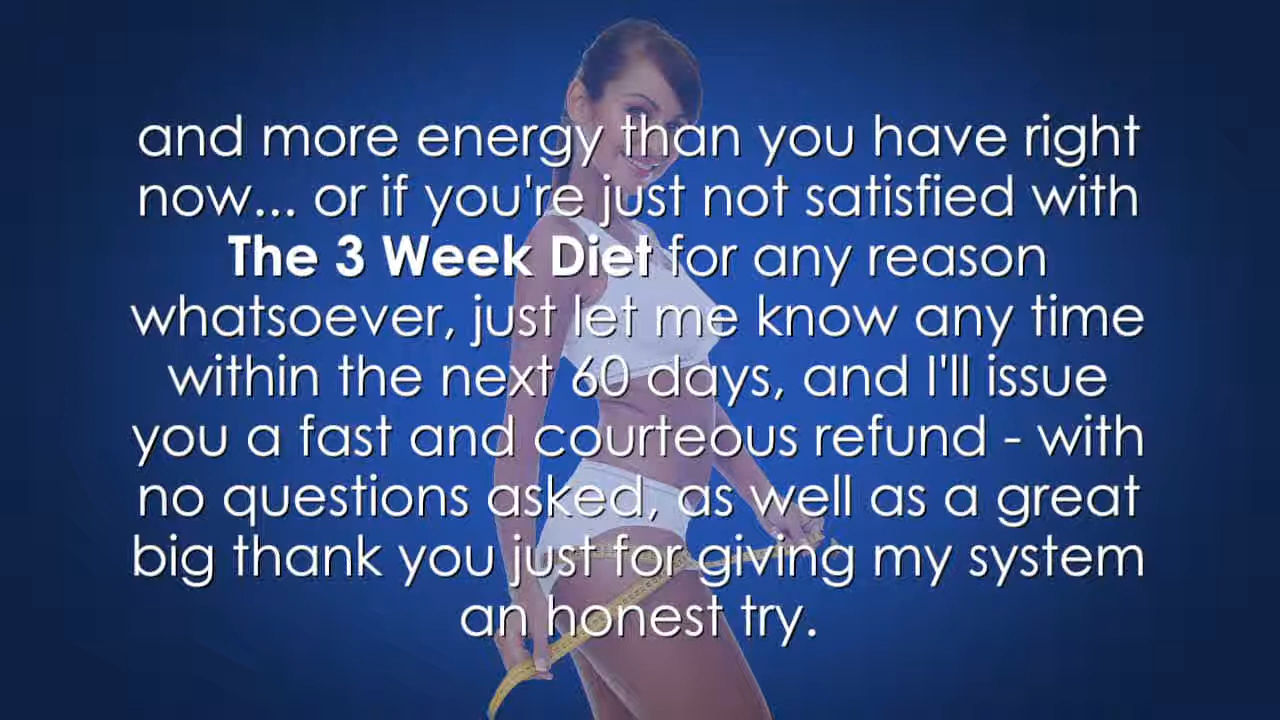 and more energy than you have right
now... or if you're just not satisfied with
The 3 Week Diet for any reason
whatsoever, just let me know any time
within the next 60 days, and I'll issue
you a fast and courteous refund - with
no questions asked, as well as a great
big thank you just for giving my system
an honest try.